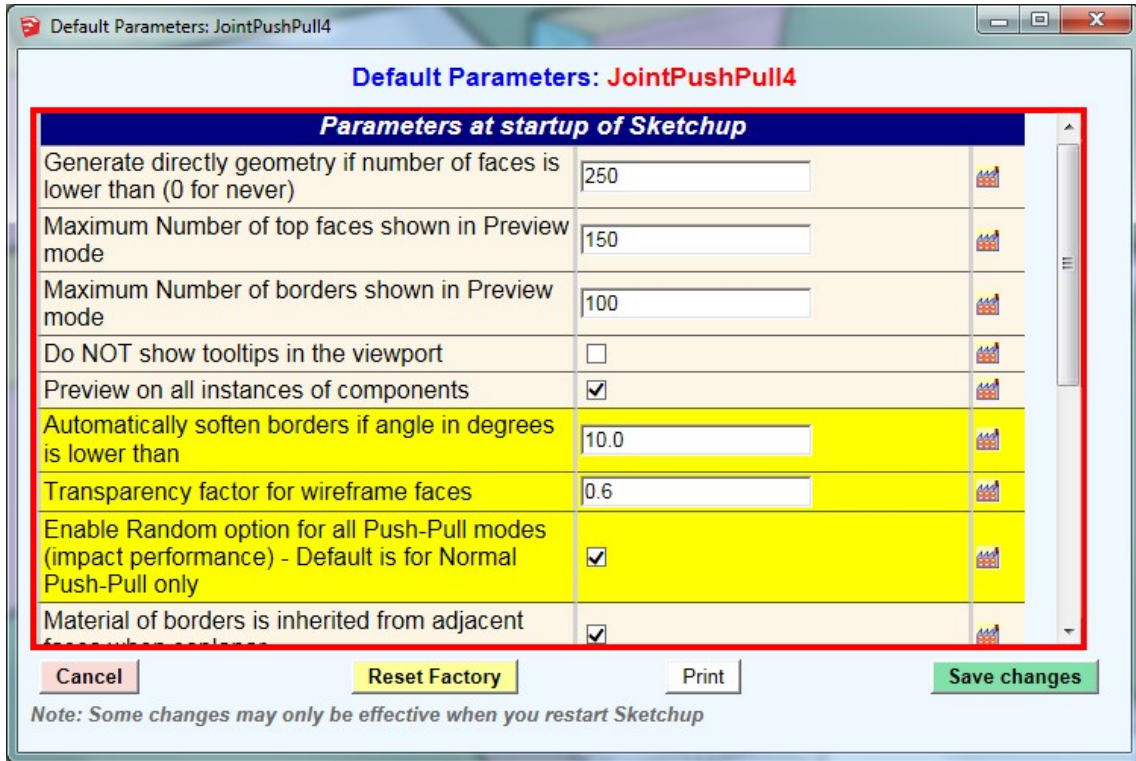 Default Parameters: JointPushPull4
Default Parameters: JointPushPull4
Parameters at startup of Sketchup
Generate directly geometry if number of faces is
lower than (0 for never)
250
Maximum Number of top faces shown in Preview
mode
150
Maximum Number of borders shown in Preview
mode
100
Do NOT show tooltips in the viewport
Preview on all instances of components
Automatically soften borders if angle in degrees
is lower than
10.0
Transparency factor for wireframe faces
0.6
Enable Random option for all Push-Pull modes
(impact performance) - Default is for Normal
Push-Pull only
Material of borders is inherited from adjacent
Cancel
Reset Factory
Print
Save changes
Note: Some changes may only be effective when you restart Sketchup